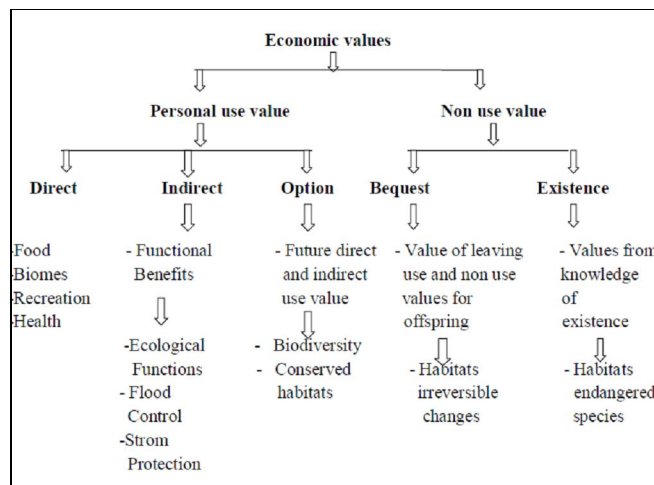 Economic values
Personal use value
Non use value
Direct
Indirect
Option
Bequest
Existence
-Food
-Biomes
-Recreation
-Health
- Functional
Benefits
-Ecological
Functions
- Flood
Control
-Strom
Protection
- Future direct
and indirect
use value
- Biodiversity
- Conserved
habitats
- Value of leaving
use and non use
values for
offspring
- Habitats
irreversible
changes
- Values from
knowledge
of
existence
- Habitats
endangered
species